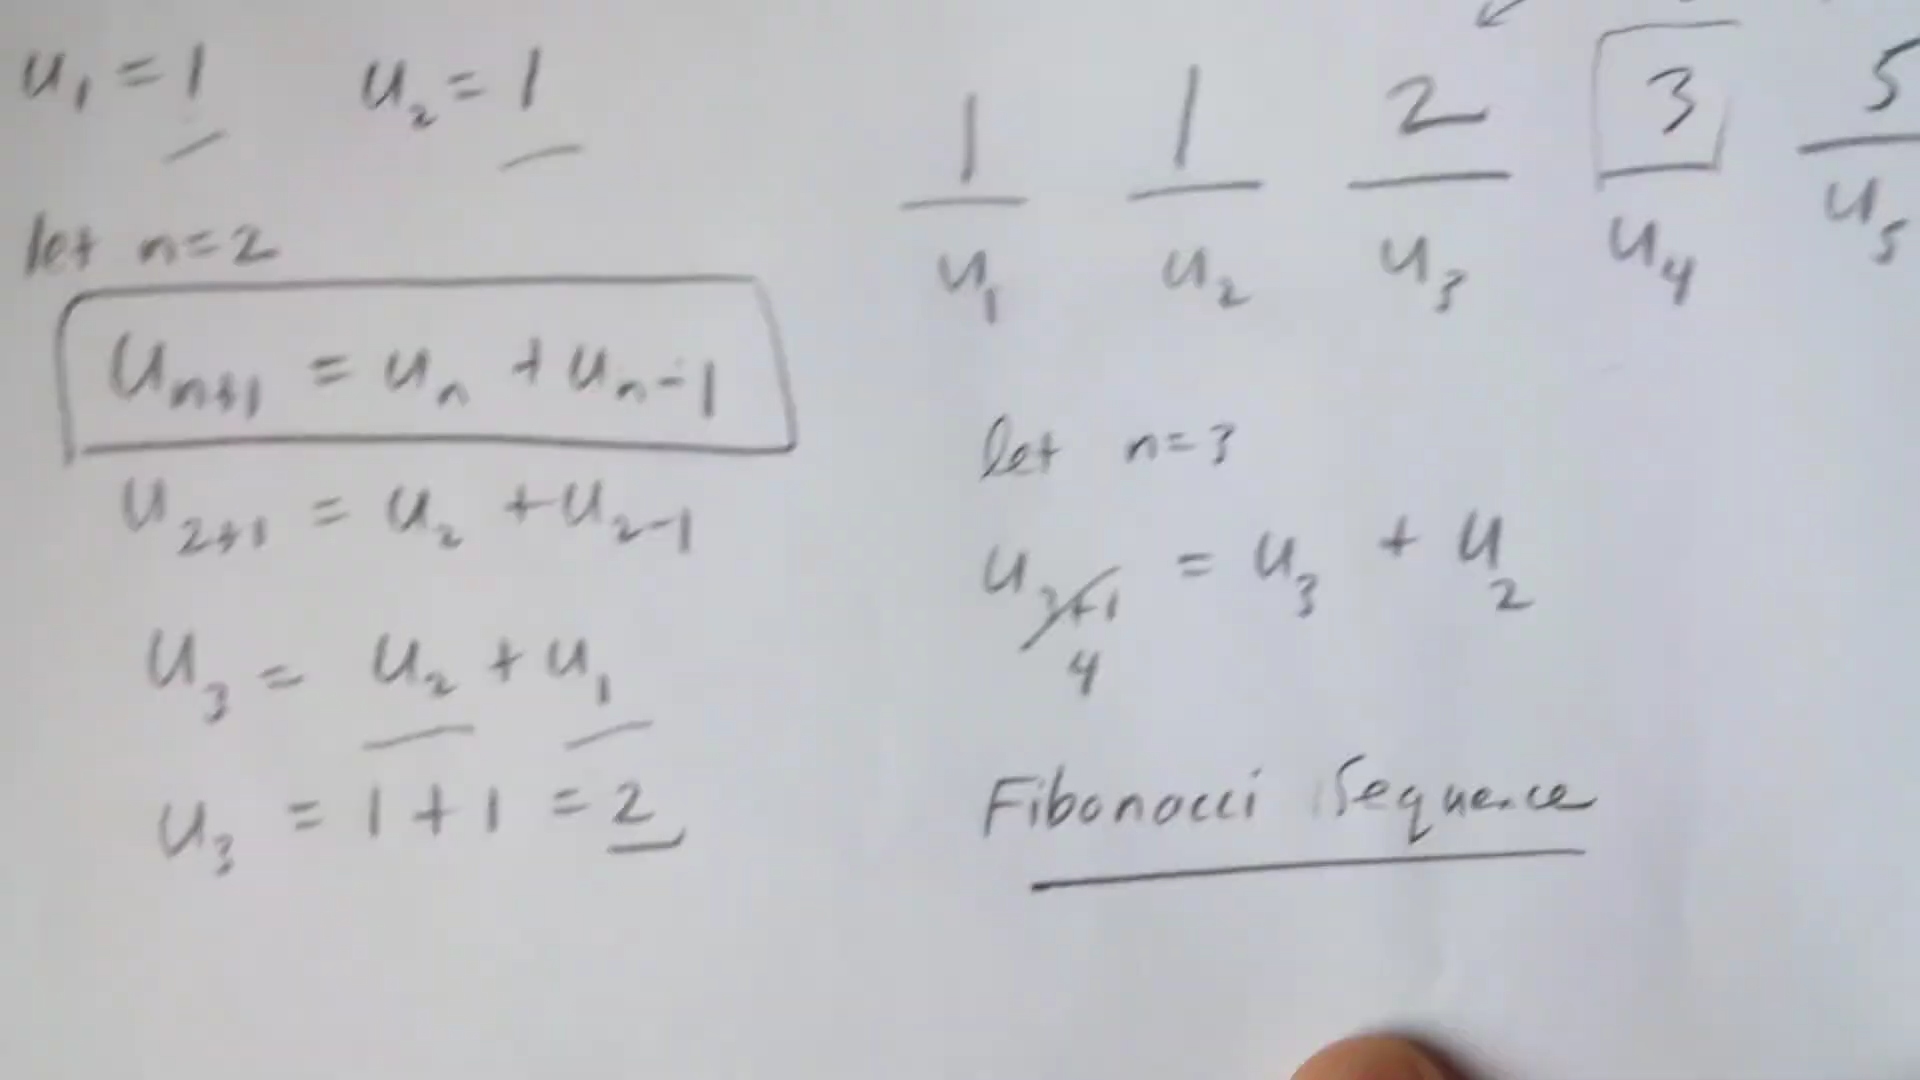 u₁ = 1 u₂ = 1
let n=2
uₙ₊₁ = uₙ + uₙ₋₁
u₂₊₁ = u₂ + u₂₋₁
u₃ = u₂ + u₁
u₃ = 1 + 1 = 2
1 1 2 3 5
u₁ u₂ u₃ u₄ u₅
let n=3
u₃₊₁ = u₃ + u₂
4
Fibonacci Sequence